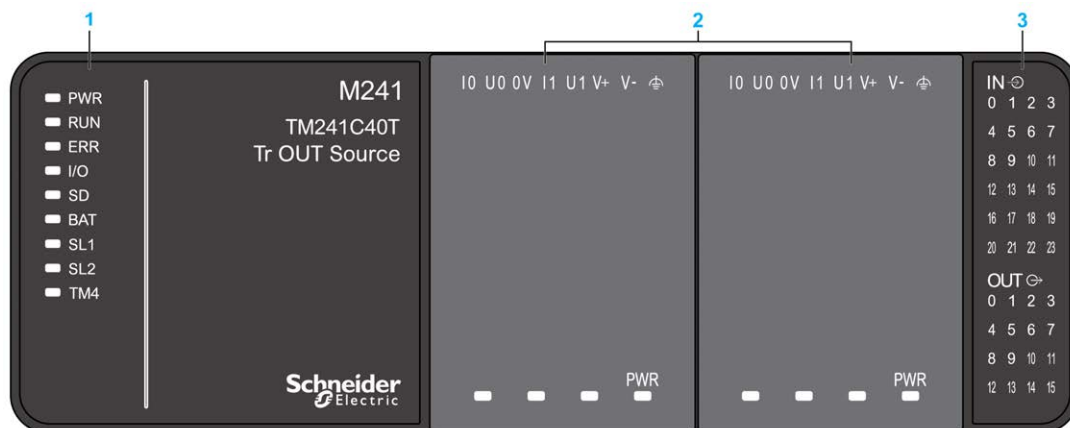 1
2
3
PWR
RUN
ERR
I/O
SD
BAT
SL1
SL2
TM4
M241
TM241C40T
Tr OUT Source
Schneider
Electric
I0 U0 0V I1 U1 V+ V-
PWR
I0 U0 0V I1 U1 V+ V-
PWR
IN
0 1 2 3
4 5 6 7
8 9 10 11
12 13 14 15
16 17 18 19
20 21 22 23
OUT
0 1 2 3
4 5 6 7
8 9 10 11
12 13 14 15